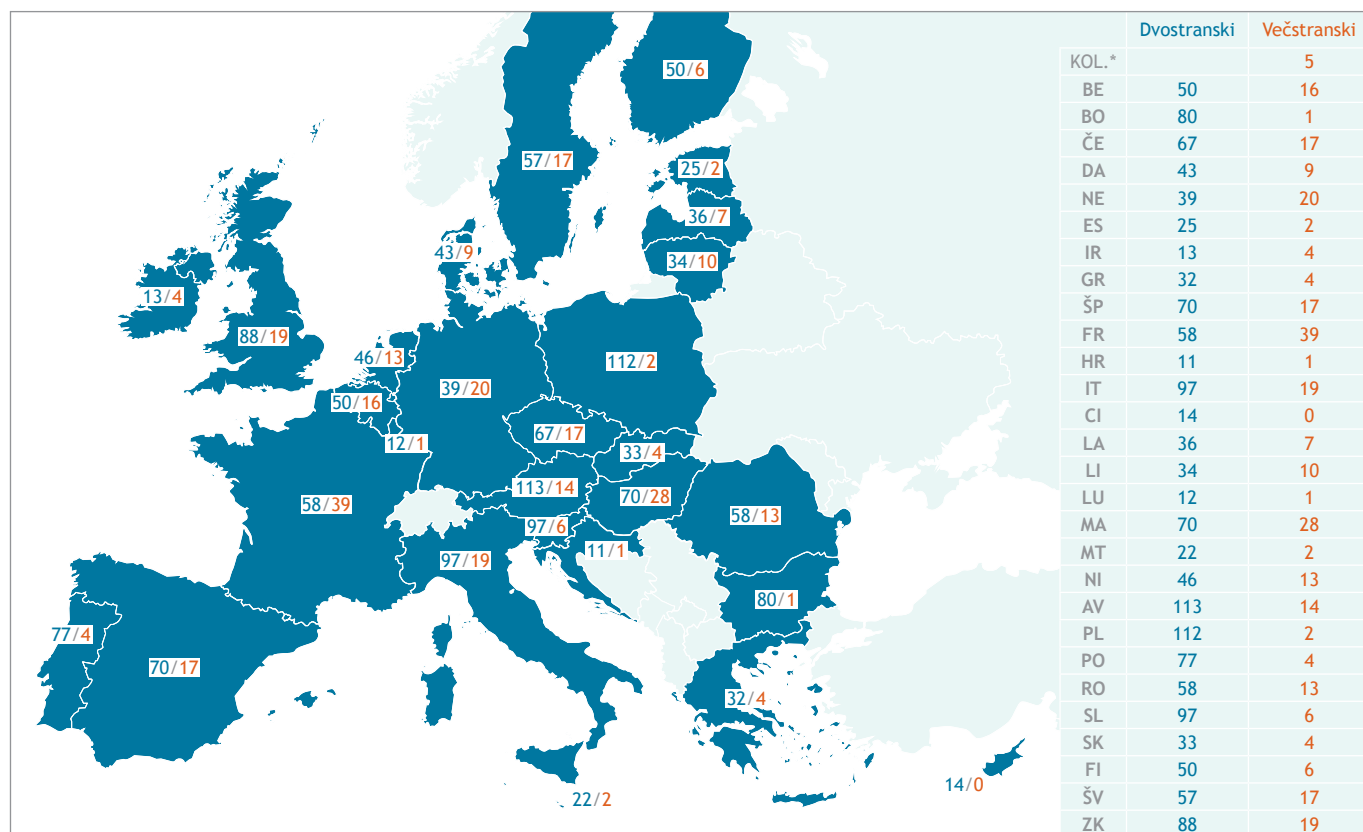 Dvostranski Večstranski
KOL.* 5
BE 50 16
BO 80 1
ČE 67 17
DA 43 9
NE 39 20
ES 25 2
IR 13 4
GR 32 4
ŠP 70 17
FR 58 39
HR 11 1
IT 97 19
CI 14 0
LA 36 7
LI 34 10
LU 12 1
MA 70 28
MT 22 2
NI 46 13
AV 113 14
PL 112 2
PO 77 4
RO 58 13
SL 97 6
SK 33 4
FI 50 6
ŠV 57 17
ZK 88 19
50/6
57/17
25/2
36/7
43/9
34/10
13/4
88/19
46/13
112/2
39/20
50/16
67/17
12/1
33/4
113/14
70/28
58/39
58/13
97/6
11/1
97/19
80/1
77/4
70/17
32/4
14/0
22/2